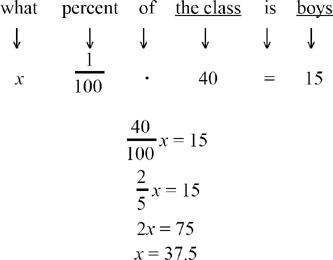 what percent of the class is boys
↓ ↓ ↓ ↓ ↓ ↓
x 1/100 · 40 = 15
40/100 x = 15
2/5 x = 15
2x = 75
x = 37.5